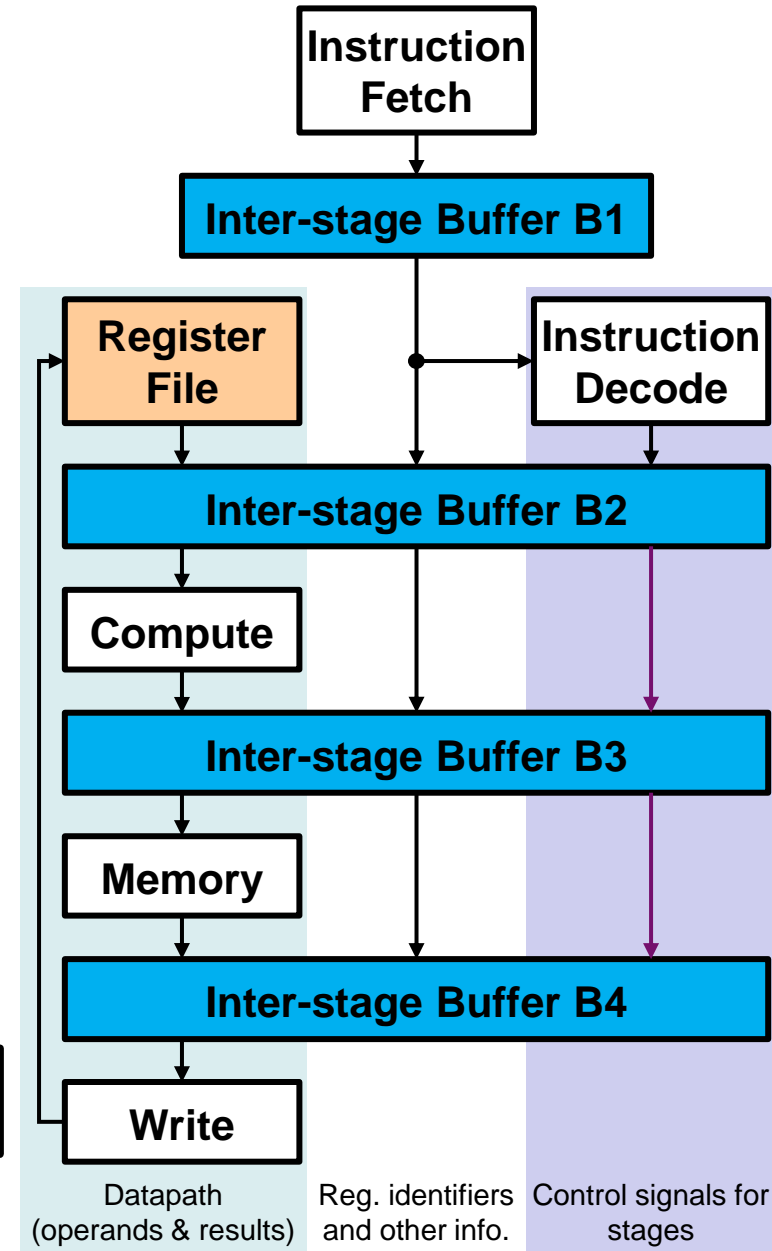 Instruction
Fetch
Inter-stage Buffer B1
Register
File
Instruction
Decode
Inter-stage Buffer B2
Compute
Inter-stage Buffer B3
Memory
Inter-stage Buffer B4
Write
Datapath
(operands & results)
Reg. identifiers
and other info.
Control signals for
stages